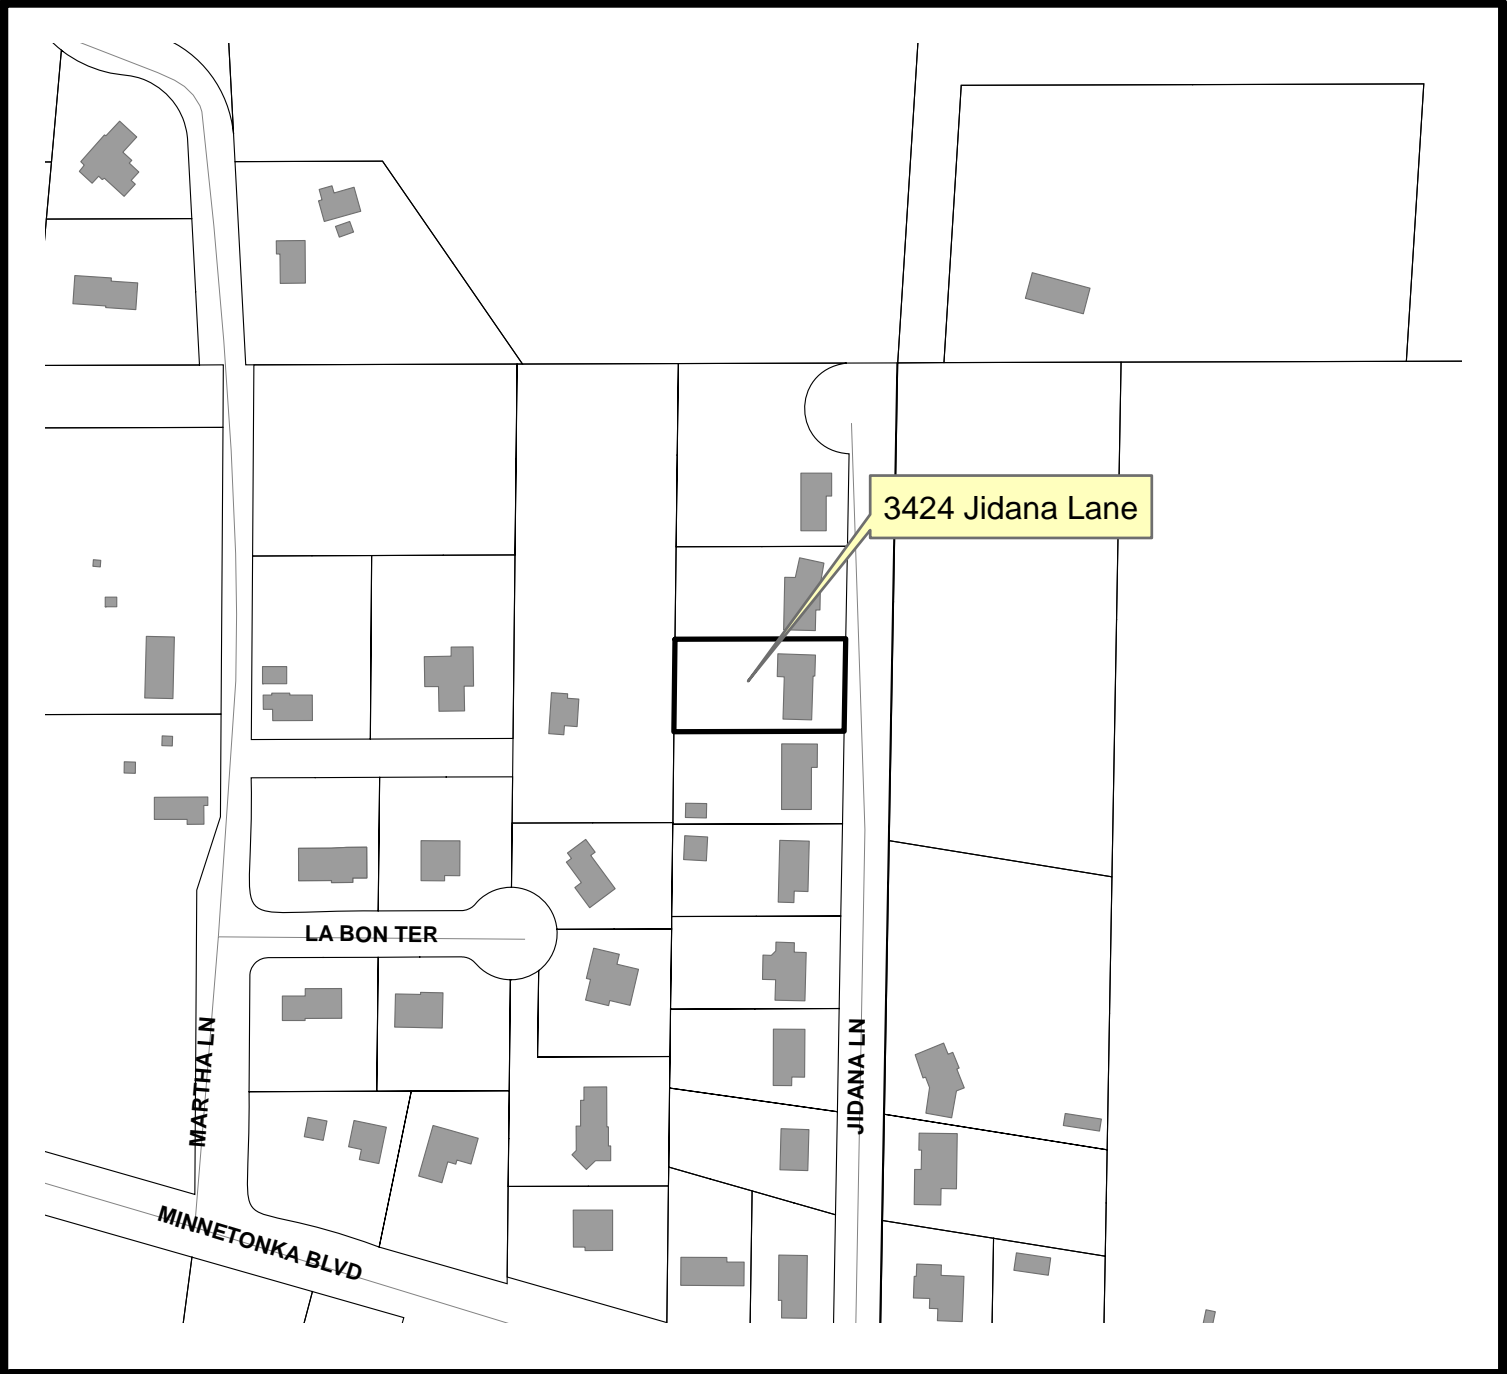 3424 Jidana Lane
LA BON TER
MARTHA LN
JIDANA LN
MINNETONKA BLVD